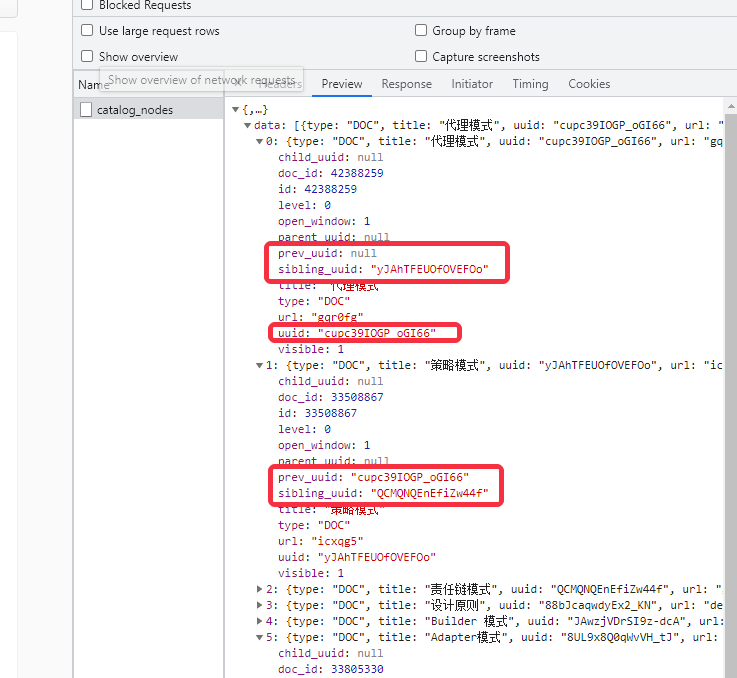 Blocked Requests
Use large request rows
Group by frame
Show overview
Capture screenshots
Name
Show overview of network requests
Headers
Preview
Response
Initiator
Timing
Cookies
catalog_nodes
{,…}
data: [{type: "DOC", title: "代理模式", uuid: "cupc39IOGP_oGI66", url: "
0: {type: "DOC", title: "代理模式", uuid: "cupc39IOGP_oGI66", url: "gq
child_uuid: null
doc_id: 42388259
id: 42388259
level: 0
open_window: 1
parent_uuid: null
prev_uuid: null
sibling_uuid: "yJAhTFEUOfOVEFOo"
title: "代理模式"
type: "DOC"
url: "gqr0fg"
uuid: "cupc39IOGP_oGI66"
visible: 1
1: {type: "DOC", title: "策略模式", uuid: "yJAhTFEUOfOVEFOo", url: "ic
child_uuid: null
doc_id: 33508867
id: 33508867
level: 0
open_window: 1
parent_uuid: null
prev_uuid: "cupc39IOGP_oGI66"
sibling_uuid: "QCMQNQEnEfiZw44f"
title: "策略模式"
type: "DOC"
url: "icxqg5"
uuid: "yJAhTFEUOfOVEFOo"
visible: 1
2: {type: "DOC", title: "责任链模式", uuid: "QCMQNQEnEfiZw44f", url: "
3: {type: "DOC", title: "设计原则", uuid: "88bJcaqwdyEx2_KN", url: "de
4: {type: "DOC", title: "Builder 模式", uuid: "JAwzjVDrSI9z-dcA", url:
5: {type: "DOC", title: "Adapter模式", uuid: "8UL9x8Q0qWvVH_tJ", url:
child_uuid: null
doc_id: 33805330